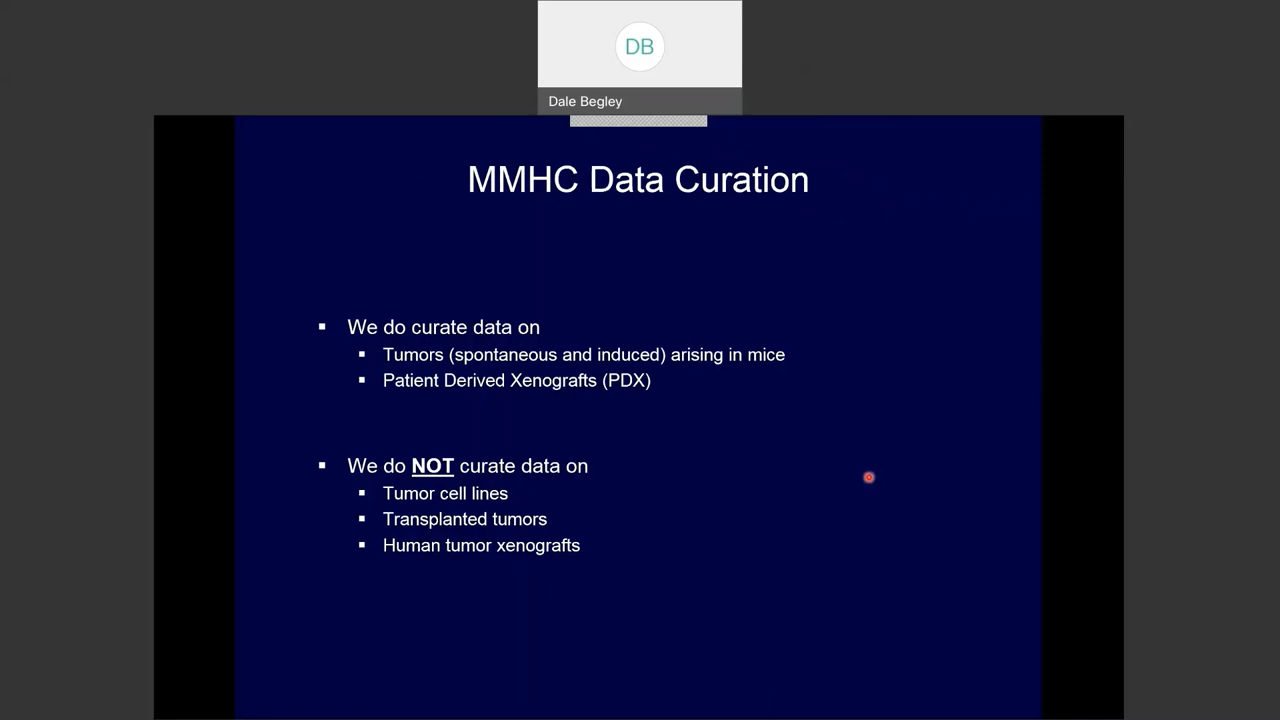 DB
Dale Begley
MMHC Data Curation
▪ We do curate data on
▪ Tumors (spontaneous and induced) arising in mice
▪ Patient Derived Xenografts (PDX)
▪ We do NOT curate data on
▪ Tumor cell lines
▪ Transplanted tumors
▪ Human tumor xenografts